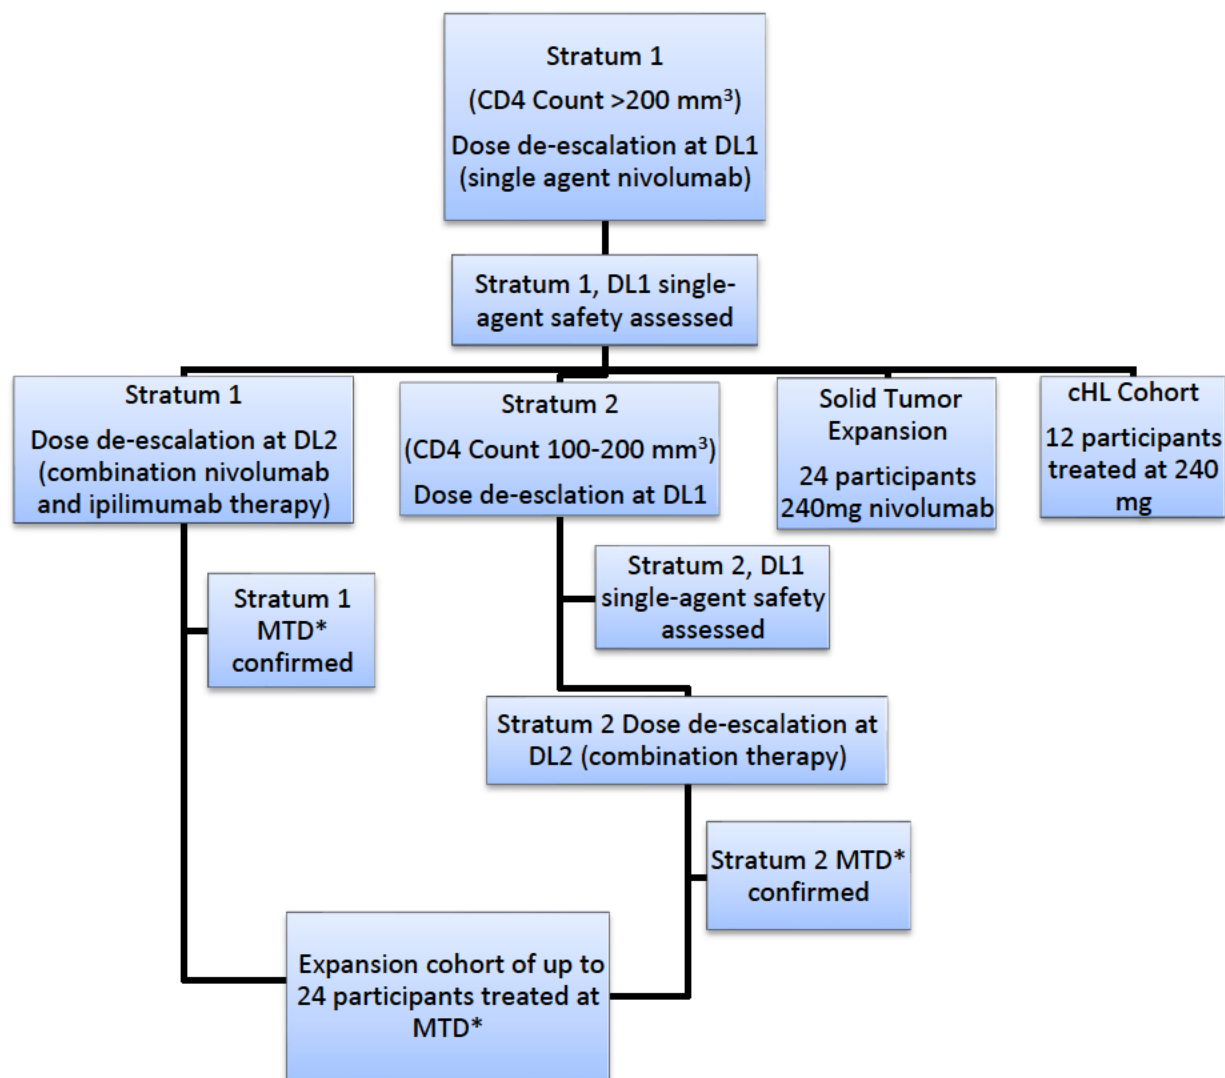 Stratum 1
(CD4 Count >200 mm³)
Dose de-escalation at DL1
(single agent nivolumab)
Stratum 1, DL1 single-
agent safety assessed
Stratum 1
Dose de-escalation at DL2
(combination nivolumab
and ipilimumab therapy)
Stratum 2
(CD4 Count 100-200 mm³)
Dose de-esclation at DL1
Solid Tumor
Expansion
24 participants
240mg nivolumab
cHL Cohort
12 participants
treated at 240
mg
Stratum 1
MTD*
confirmed
Stratum 2, DL1
single-agent safety
assessed
Stratum 2 Dose de-escalation at
DL2 (combination therapy)
Stratum 2 MTD*
confirmed
Expansion cohort of up to
24 participants treated at
MTD*